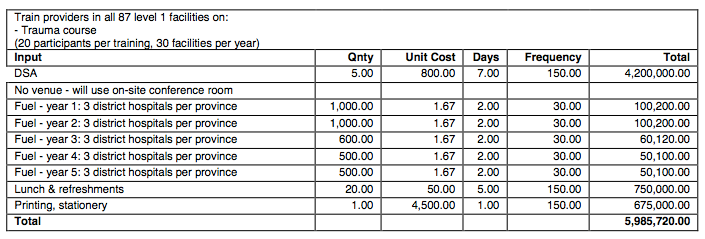 Train providers in all 87 level 1 facilities on:
- Trauma course
(20 participants per training, 30 facilities per year)
Input Qnty Unit Cost Days Frequency Total
DSA 5.00 800.00 7.00 150.00 4,200,000.00
No venue - will use on-site conference room
Fuel - year 1: 3 district hospitals per province 1,000.00 1.67 2.00 30.00 100,200.00
Fuel - year 2: 3 district hospitals per province 1,000.00 1.67 2.00 30.00 100,200.00
Fuel - year 3: 3 district hospitals per province 600.00 1.67 2.00 30.00 60,120.00
Fuel - year 4: 3 district hospitals per province 500.00 1.67 2.00 30.00 50,100.00
Fuel - year 5: 3 district hospitals per province 500.00 1.67 2.00 30.00 50,100.00
Lunch & refreshments 20.00 50.00 5.00 150.00 750,000.00
Printing, stationery 1.00 4,500.00 1.00 150.00 675,000.00
Total 5,985,720.00